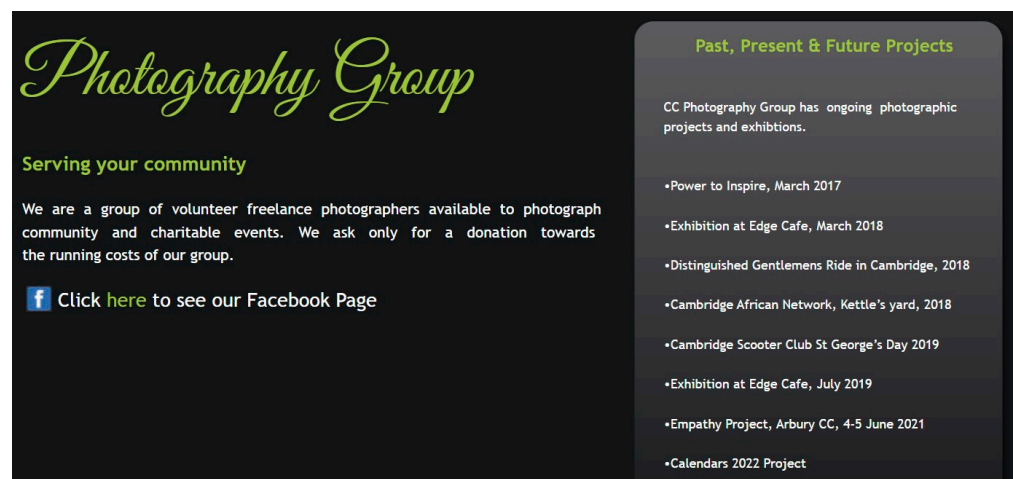 Photography Group
Serving your community
We are a group of volunteer freelance photographers available to photograph
community and charitable events. We ask only for a donation towards
the running costs of our group.
f Click here to see our Facebook Page
Past, Present & Future Projects
CC Photography Group has ongoing photographic
projects and exhibtions.
•Power to Inspire, March 2017
•Exhibition at Edge Cafe, March 2018
•Distinguished Gentlemens Ride in Cambridge, 2018
•Cambridge African Network, Kettle’s yard, 2018
•Cambridge Scooter Club St George’s Day 2019
•Exhibition at Edge Cafe, July 2019
•Empathy Project, Arbury CC, 4-5 June 2021
•Calendars 2022 Project